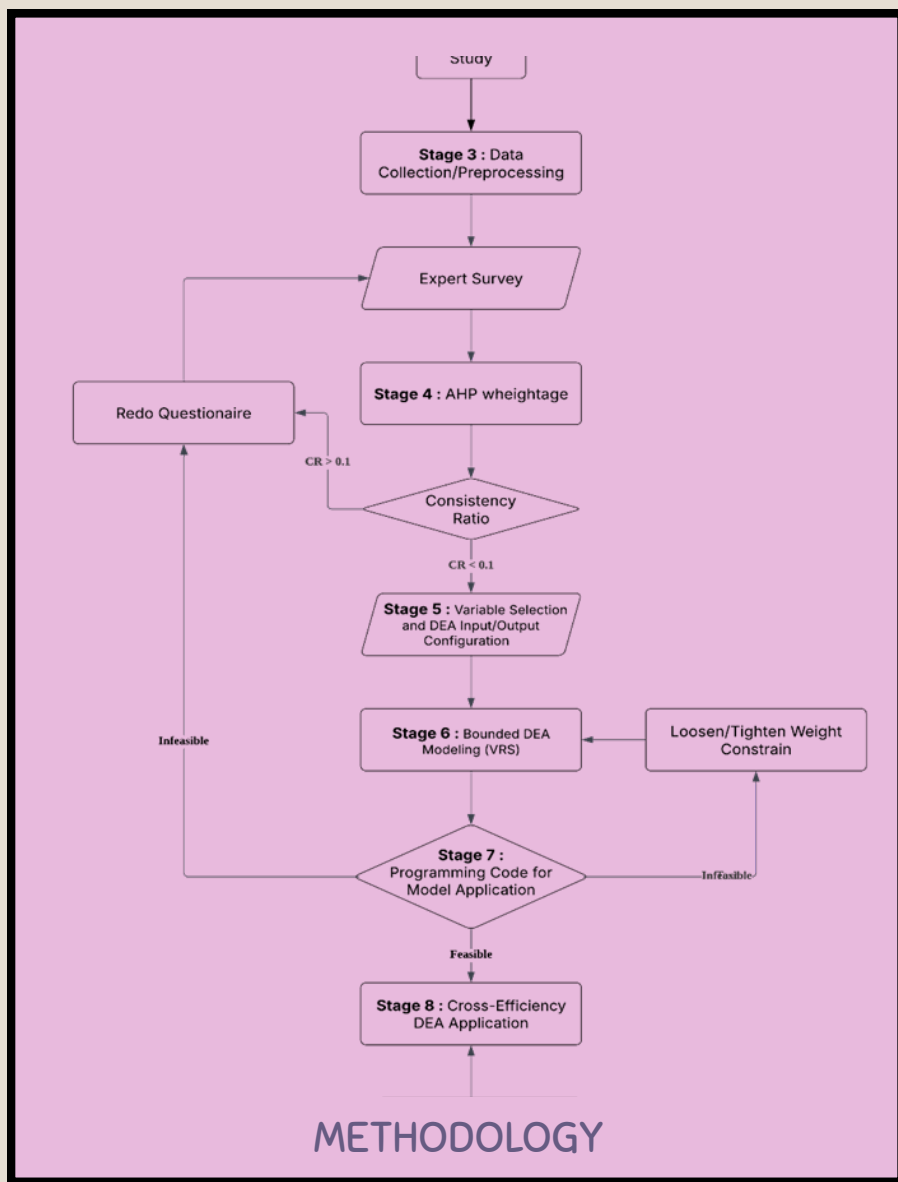 Study
Stage 3 : Data
Collection/Preprocessing
Expert Survey
Stage 4 : AHP wheightage
Redo Questionaire
CR > 0.1
Consistency
Ratio
CR < 0.1
Stage 5 : Variable Selection
and DEA Input/Output
Configuration
Stage 6 : Bounded DEA
Modeling (VRS)
Loosen/Tighten Weight
Constrain
Infeasible
Stage 7 :
Programming Code for
Model Application
Feasible
Stage 8 : Cross-Efficiency
DEA Application
METHODOLOGY